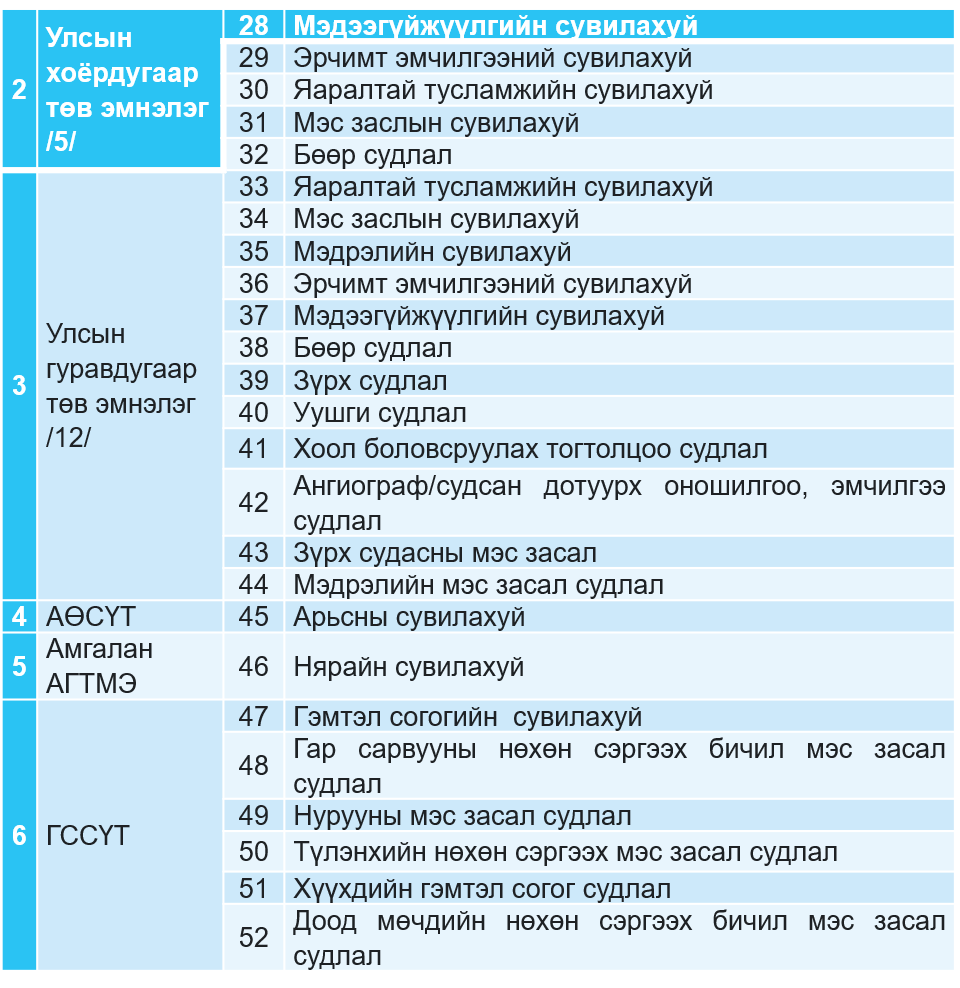 2
Улсын
хоёрдугаар
төв эмнэлэг
/5/
28 Мэдээгүйжүүлгийн сувилахуй
29 Эрчимт эмчилгээний сувилахуй
30 Яаралтай тусламжийн сувилахуй
31 Мэс заслын сувилахуй
32 Бөөр судлал
3
Улсын
гуравдугаар
төв эмнэлэг
/12/
33 Яаралтай тусламжийн сувилахуй
34 Мэс заслын сувилахуй
35 Мэдрэлийн сувилахуй
36 Эрчимт эмчилгээний сувилахуй
37 Мэдээгүйжүүлгийн сувилахуй
38 Бөөр судлал
39 Зүрх судлал
40 Уушги судлал
41 Хоол боловсруулах тогтолцоо судлал
42 Ангиограф/судсан дотуурх оношилгоо, эмчилгээ
судлал
43 Зүрх судасны мэс засал
44 Мэдрэлийн мэс засал судлал
4 АӨСҮТ 45 Арьсны сувилахуй
5
Амгалан
АГТМЭ
46 Нярайн сувилахуй
6 ГССҮТ
47 Гэмтэл согогийн сувилахуй
48 Гар сарвууны нөхөн сэргээх бичил мэс засал
судлал
49 Нурууны мэс засал судлал
50 Түлэнхийн нөхөн сэргээх мэс засал судлал
51 Хүүхдийн гэмтэл согог судлал
52 Доод мөчдийн нөхөн сэргээх бичил мэс засал
судлал